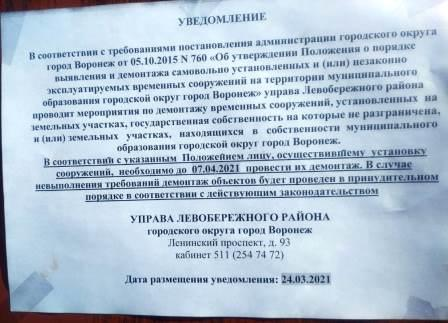 УВЕДОМЛЕНИЕ
В соответствии с требованиями постановления администрации городского округа
город Воронеж от 05.10.2015 N 760 «Об утверждении Положения о порядке
выявления и демонтажа самовольно установленных и (или) незаконно
эксплуатируемых временных сооружений на территории муниципального
образования городской округ город Воронеж» управа Левобережного района
проводит мероприятия по демонтажу временных сооружений, установленных на
земельных участках, государственная собственность на которые не разграничена,
и (или) земельных участках, находящихся в собственности муниципального
образования городской округ город Воронеж.
В соответствии с указанным Положением лицу, осуществившему установку
сооружений, необходимо до 07.04.2021 провести их демонтаж. В случае
невыполнения требований демонтаж объектов будет проведен в принудительном
порядке в соответствии с действующим законодательством
УПРАВА ЛЕВОБЕРЕЖНОГО РАЙОНА
городского округа город Воронеж
Ленинский проспект, д. 93
кабинет 511 (254 74 72)
Дата размещения уведомления: 24.03.2021